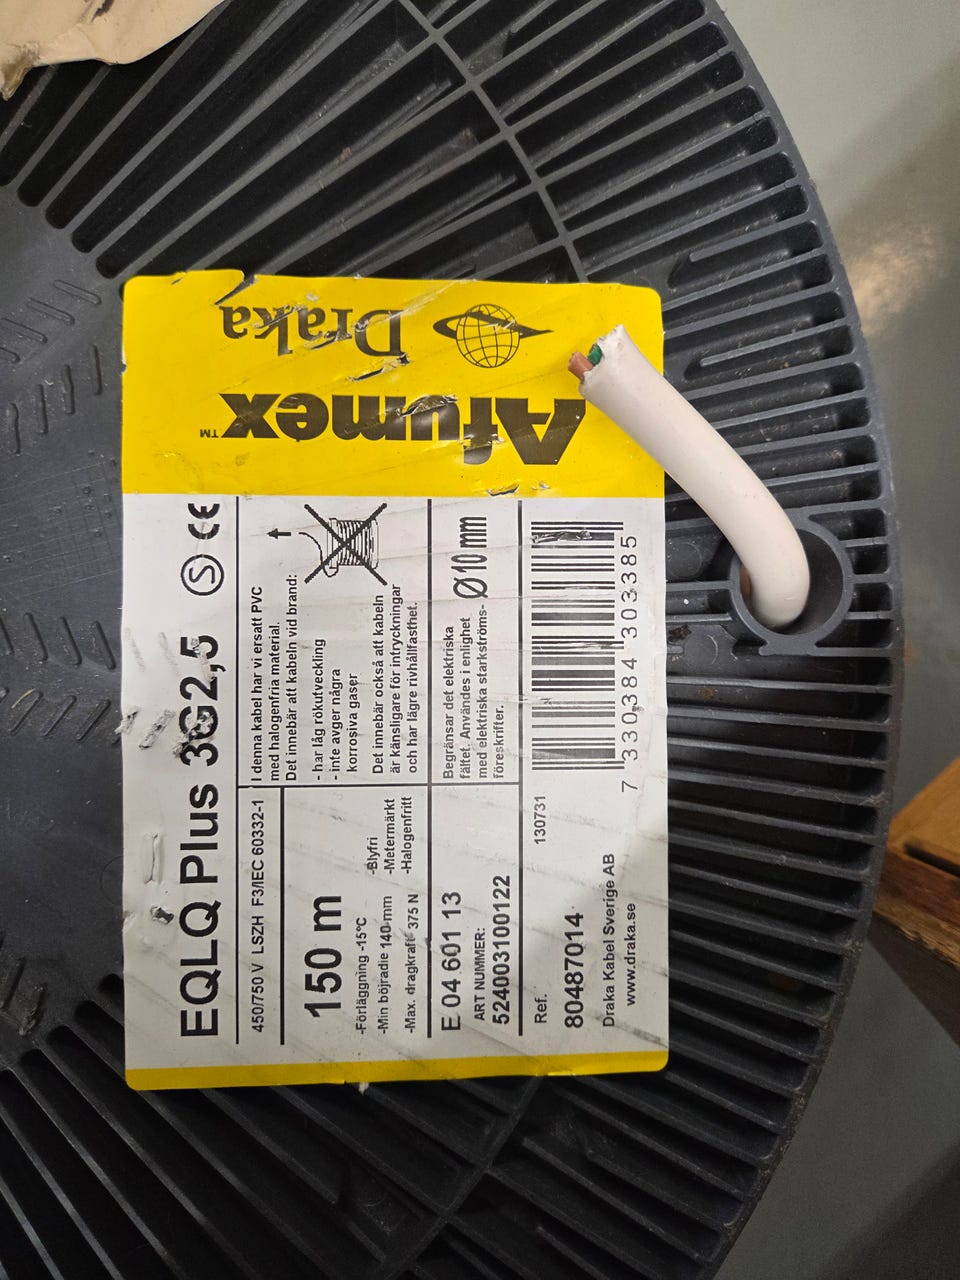 Draka
Afumex™
EQLQ Plus 3G2,5 S CE
450/750 V LSZH F3/IEC 60332-1
150 m
-Förläggning -15°C
-Min böjradie 140 mm
-Max. dragkraft 375 N
-Blyfri
-Metermärkt
-Halogenfritt
I denna kabel har vi ersatt PVC
med halogenfria material.
Det innebär att kabeln vid brand:
- har låg rökutveckling
- inte avger några
korrosiva gaser
Det innebär också att kabeln
är känsligare för intryckningar
och har lägre rivhållfasthet.
E 04 601 13
ART NUMMER:
5240003100122
Begränsar det elektriska
fältet. Användes i enlighet
med elektriska starkströms-
föreskrifter.
Ø10 mm
Ref.
80487014
130731
Draka Kabel Sverige AB
www.draka.se
7 330384 303385